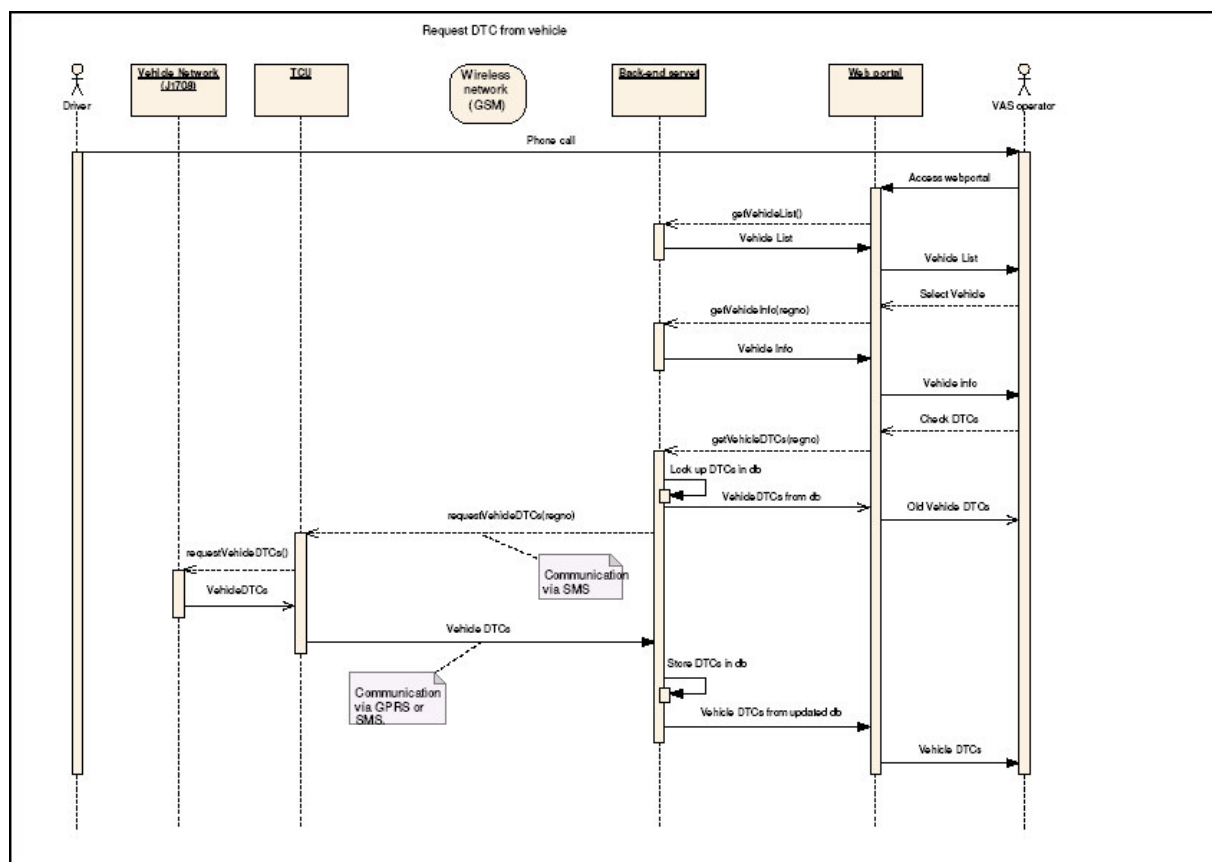 Request DTC from vehicle
Driver
Vehicle Network
(J1708)
TCU
Wireless
network
(GSM)
Back-end server
Web portal
VAS operator
Phone call
Access webportal
getVehicleList()
Vehicle List
Vehicle List
Select Vehicle
getVehicleInfo(regno)
Vehicle Info
Vehicle info
Check DTCs
getVehicleDTCs(regno)
Look up DTCs in db
VehicleDTCs from db
Old Vehicle DTCs
requestVehicleDTCs(regno)
Communication
via SMS
requestVehicleDTCs()
VehicleDTCs
Vehicle DTCs
Communication
via GPRS or
SMS.
Store DTCs in db
Vehicle DTCs from updated db
Vehicle DTCs